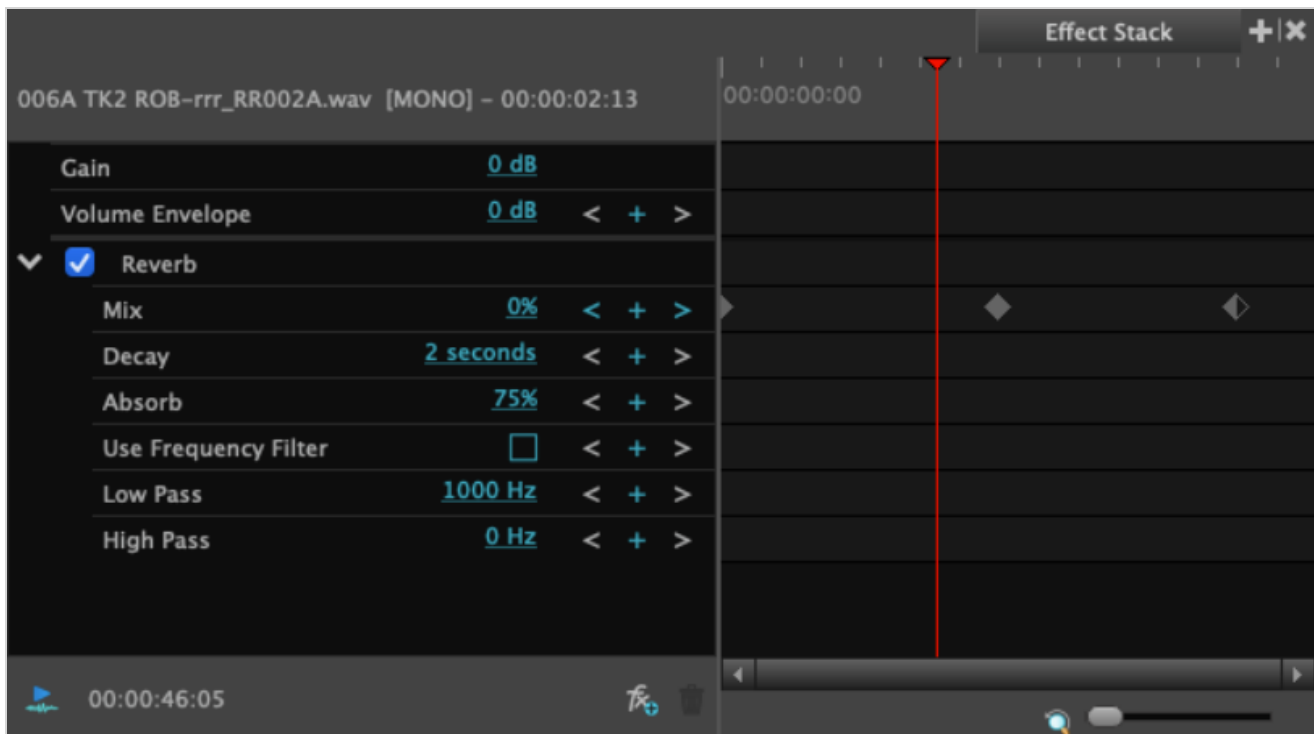 Effect Stack
006A TK2 ROB-rrr_RR002A.wav [MONO] - 00:00:02:13
00:00:00:00
Gain 0 dB
Volume Envelope 0 dB < + >
Reverb
Mix 0% < + >
Decay 2 seconds < + >
Absorb 75% < + >
Use Frequency Filter < + >
Low Pass 1000 Hz < + >
High Pass 0 Hz < + >
00:00:46:05 fx